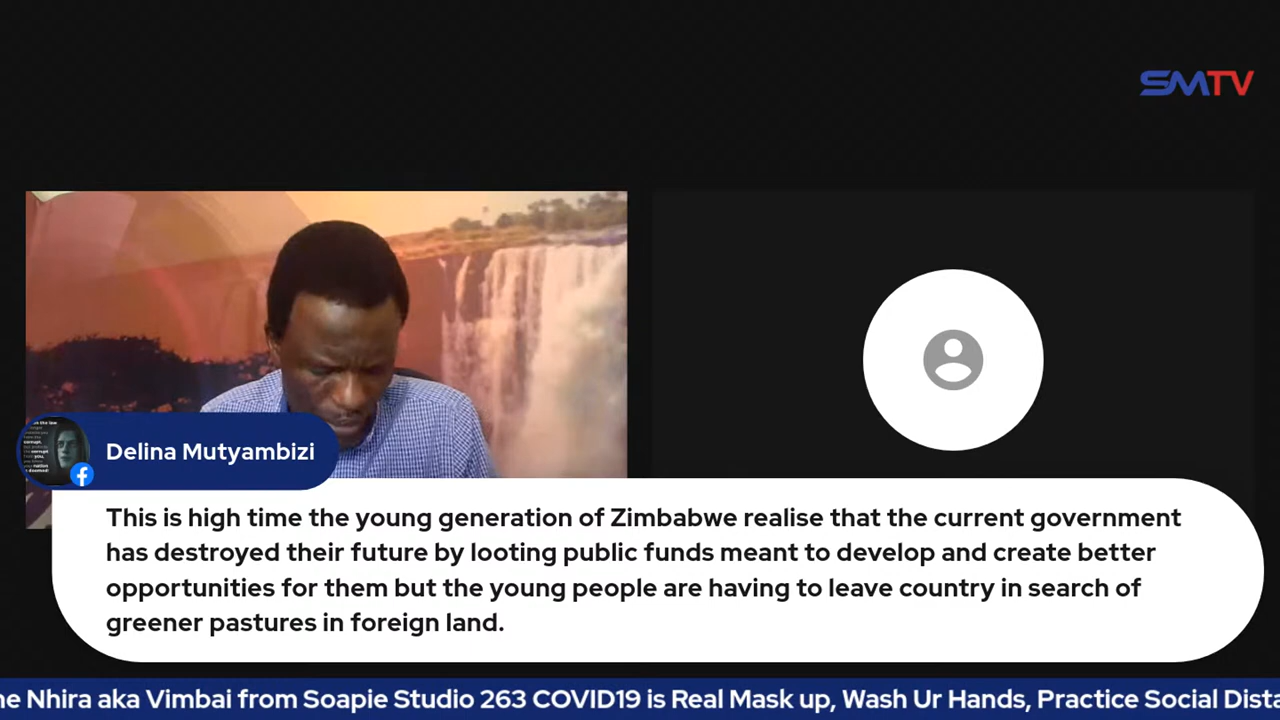 SMTV
Delina Mutyambizi
This is high time the young generation of Zimbabwe realise that the current government
has destroyed their future by looting public funds meant to develop and create better
opportunities for them but the young people are having to leave country in search of
greener pastures in foreign land.
Nhira aka Vimbai from Soapie Studio 263 COVID19 is Real Mask up, Wash Ur Hands, Practice Social